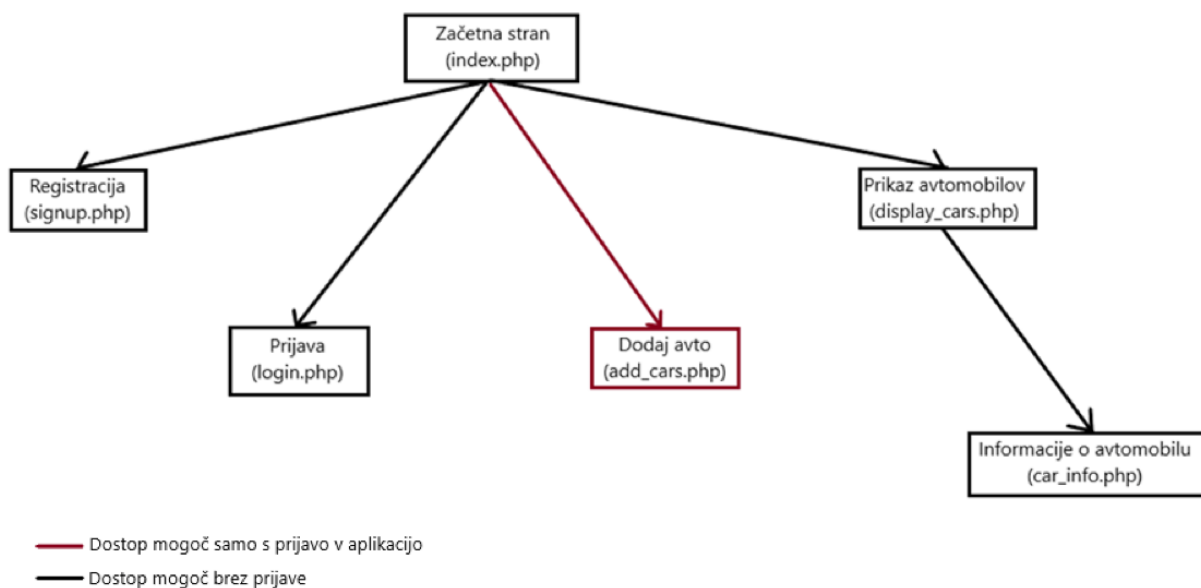 Začetna stran
(index.php)
Registracija
(signup.php)
Prikaz avtomobilov
(display_cars.php)
Prijava
(login.php)
Dodaj avto
(add_cars.php)
Informacije o avtomobilu
(car_info.php)
Dostop mogoč samo s prijavo v aplikacijo
Dostop mogoč brez prijave